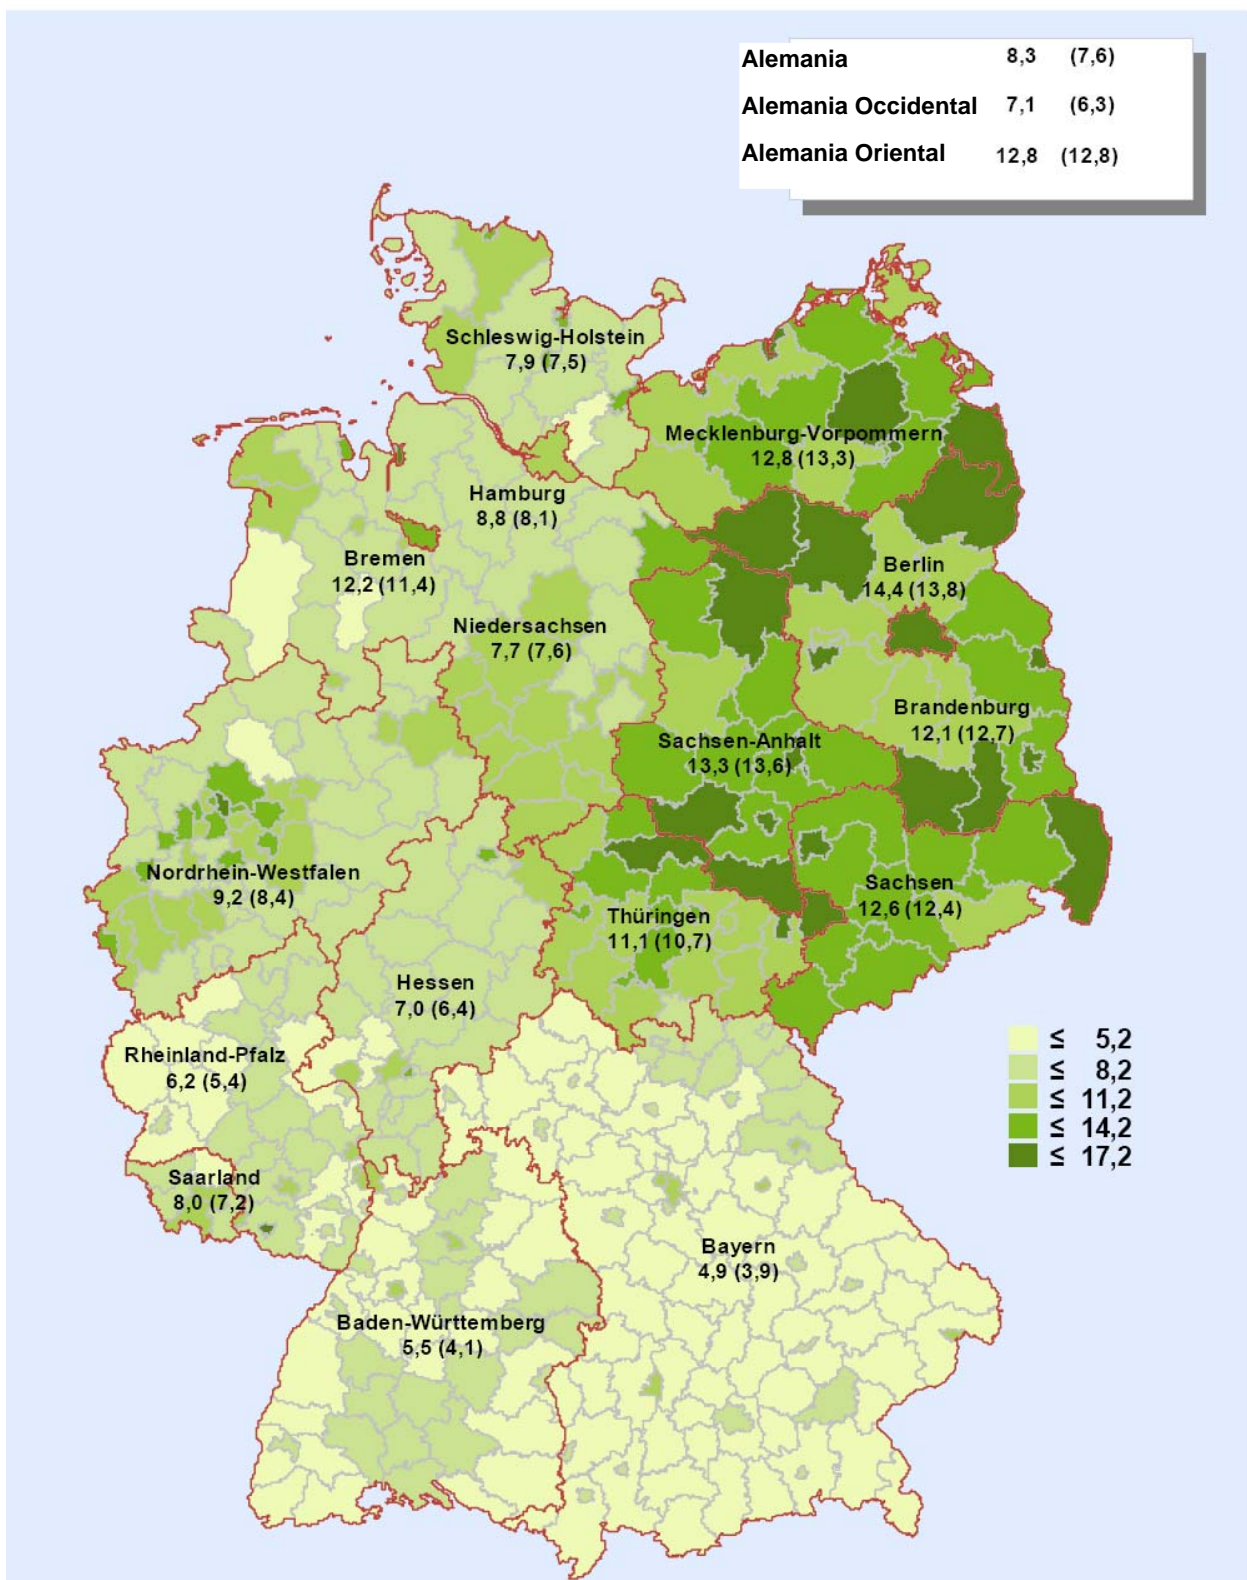 Alemania 8,3 (7,6)
Alemania Occidental 7,1 (6,3)
Alemania Oriental 12,8 (12,8)
Schleswig-Holstein
7,9 (7,5)
Mecklenburg-Vorpommern
12,8 (13,3)
Hamburg
8,8 (8,1)
Bremen
12,2 (11,4)
Berlin
14,4 (13,8)
Niedersachsen
7,7 (7,6)
Brandenburg
12,1 (12,7)
Sachsen-Anhalt
13,3 (13,6)
Nordrhein-Westfalen
9,2 (8,4)
Sachsen
12,6 (12,4)
Thüringen
11,1 (10,7)
Hessen
7,0 (6,4)
Rheinland-Pfalz
6,2 (5,4)
≤ 5,2
≤ 8,2
≤ 11,2
≤ 14,2
≤ 17,2
Saarland
8,0 (7,2)
Bayern
4,9 (3,9)
Baden-Württemberg
5,5 (4,1)